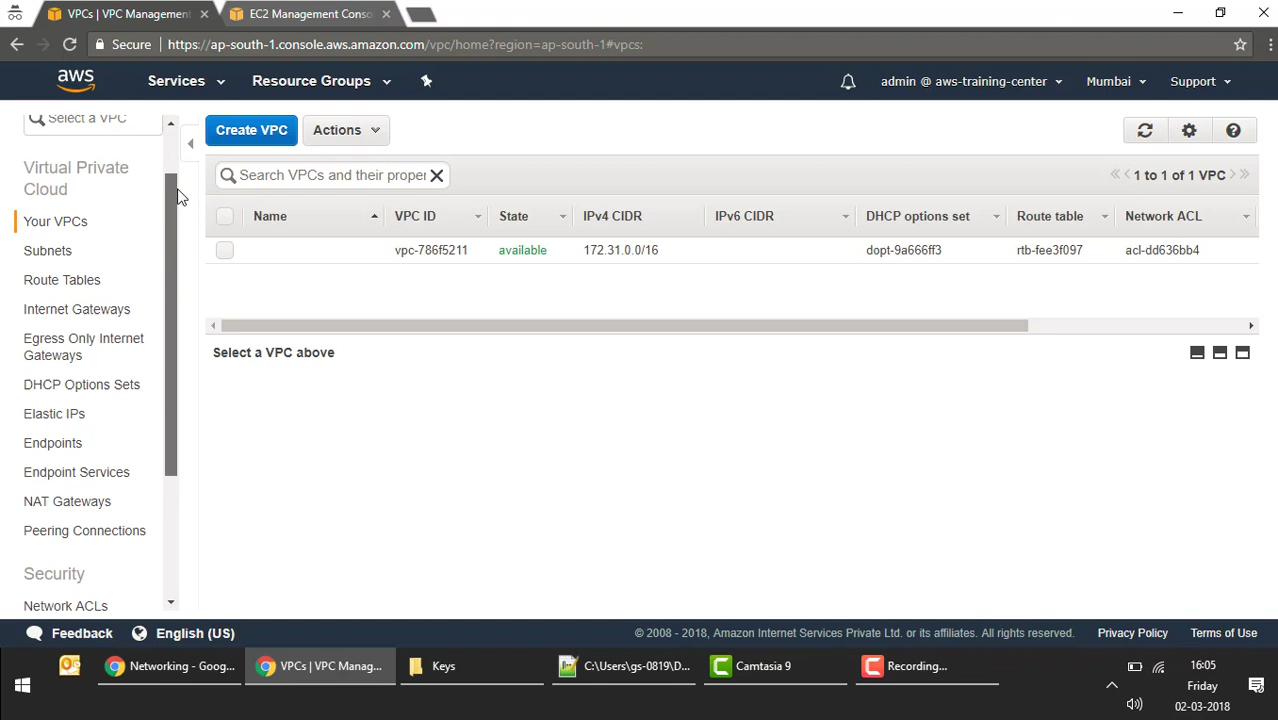 VPCs | VPC Management
EC2 Management Conso
Secure
https://ap-south-1.console.aws.amazon.com/vpc/home?region=ap-south-1#vpcs:
aws
Services
Resource Groups
admin @ aws-training-center
Mumbai
Support
Select a VPC
Create VPC
Actions
Search VPCs and their proper
1 to 1 of 1 VPC
Name
VPC ID
State
IPv4 CIDR
IPv6 CIDR
DHCP options set
Route table
Network ACL
vpc-786f5211
available
172.31.0.0/16
dopt-9a666ff3
rtb-fee3f097
acl-dd636bb4
Select a VPC above
Virtual Private
Cloud
Your VPCs
Subnets
Route Tables
Internet Gateways
Egress Only Internet
Gateways
DHCP Options Sets
Elastic IPs
Endpoints
Endpoint Services
NAT Gateways
Peering Connections
Security
Network ACLs
Feedback
English (US)
© 2008 - 2018, Amazon Internet Services Private Ltd. or its affiliates. All rights reserved.
Privacy Policy
Terms of Use
Networking - Goog...
VPCs | VPC Manag...
Keys
C:\Users\gs-0819\D...
Camtasia 9
Recording...
16:05
Friday
02-03-2018